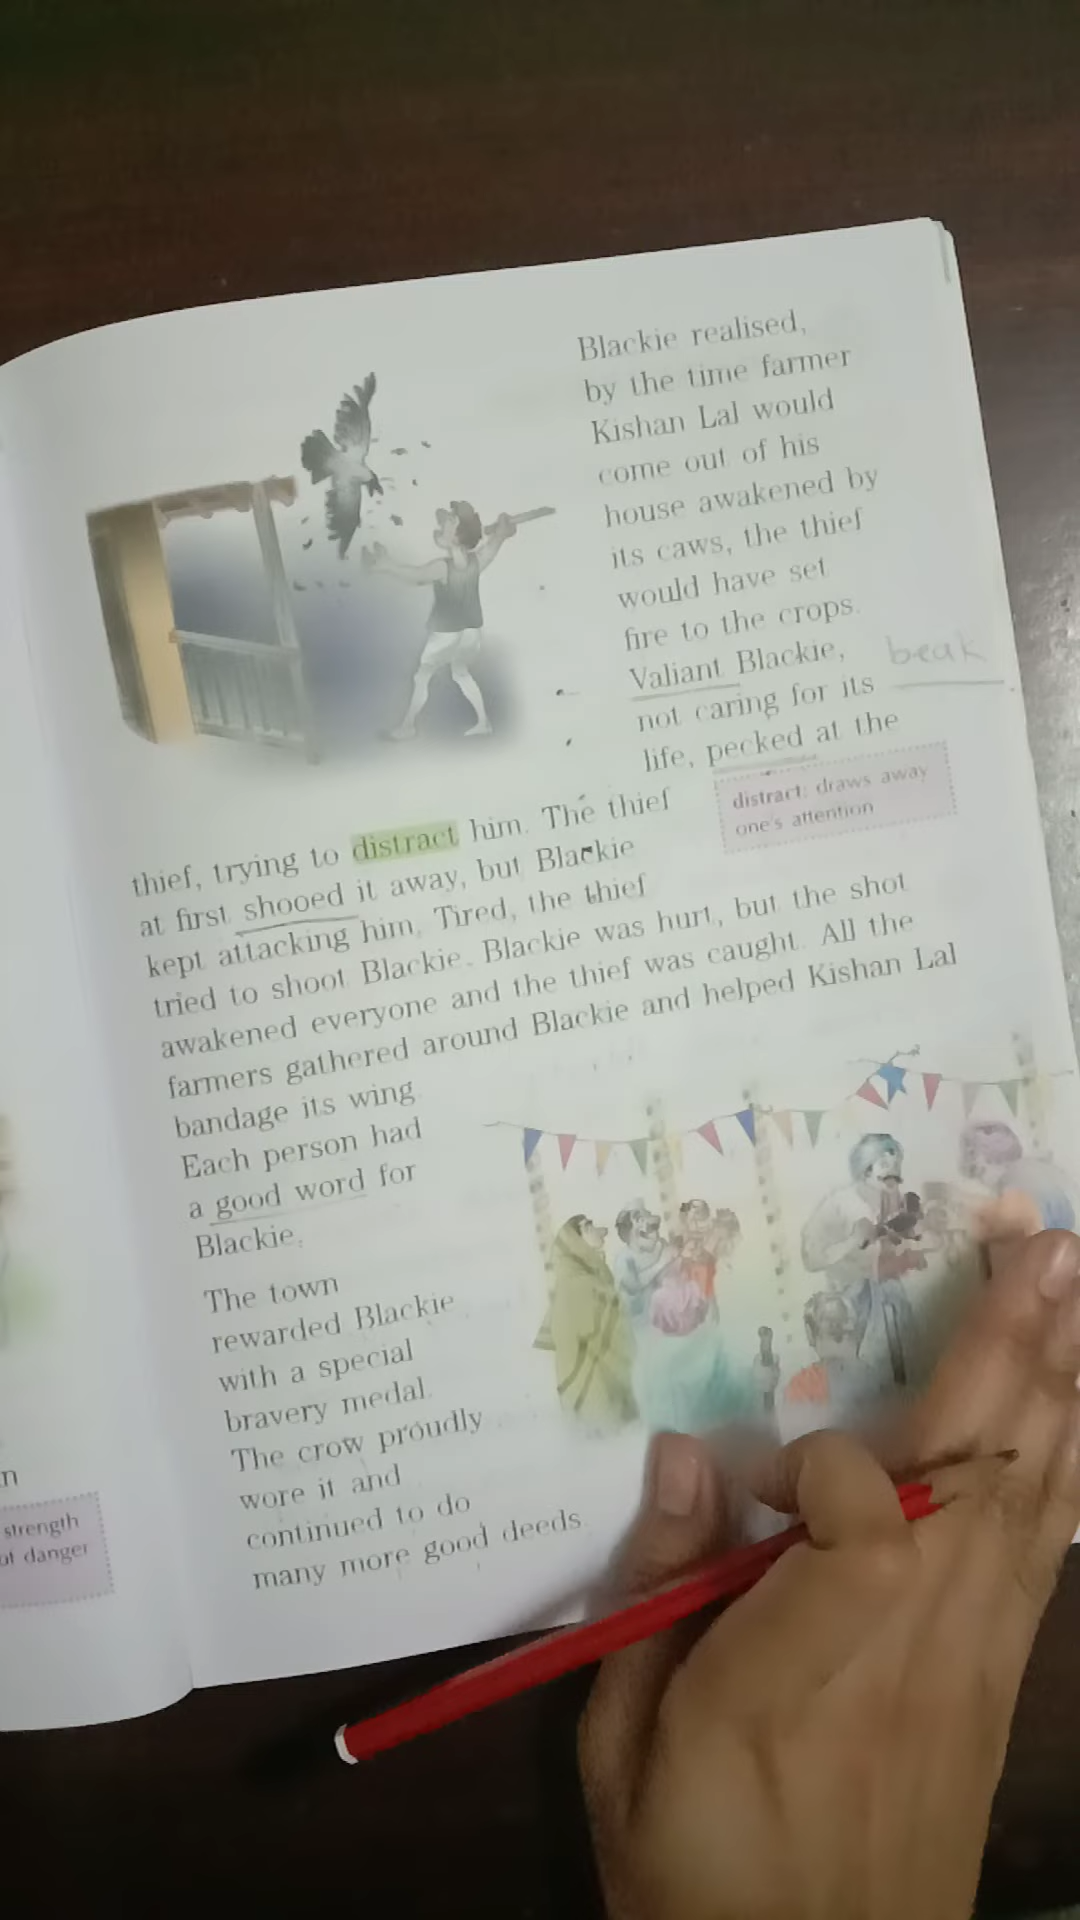 Blackie realised,
by the time farmer
Kishan Lal would
come out of his
house awakened by
its caws, the thief
would have set
fire to the crops.
Valiant Blackie,
beak
not caring for its
life, pecked at the
distract: draws away
one's attention
thief, trying to distract him. The thief
at first shooed it away, but Blackie
kept attacking him. Tired, the thief
tried to shoot Blackie. Blackie was hurt, but the shot
awakened everyone and the thief was caught. All the
farmers gathered around Blackie and helped Kishan Lal
bandage its wing.
Each person had
a good word for
Blackie.
The town
rewarded Blackie
with a special
bravery medal.
The crow proudly
wore it and
continued to do
many more good deeds.
strength
danger